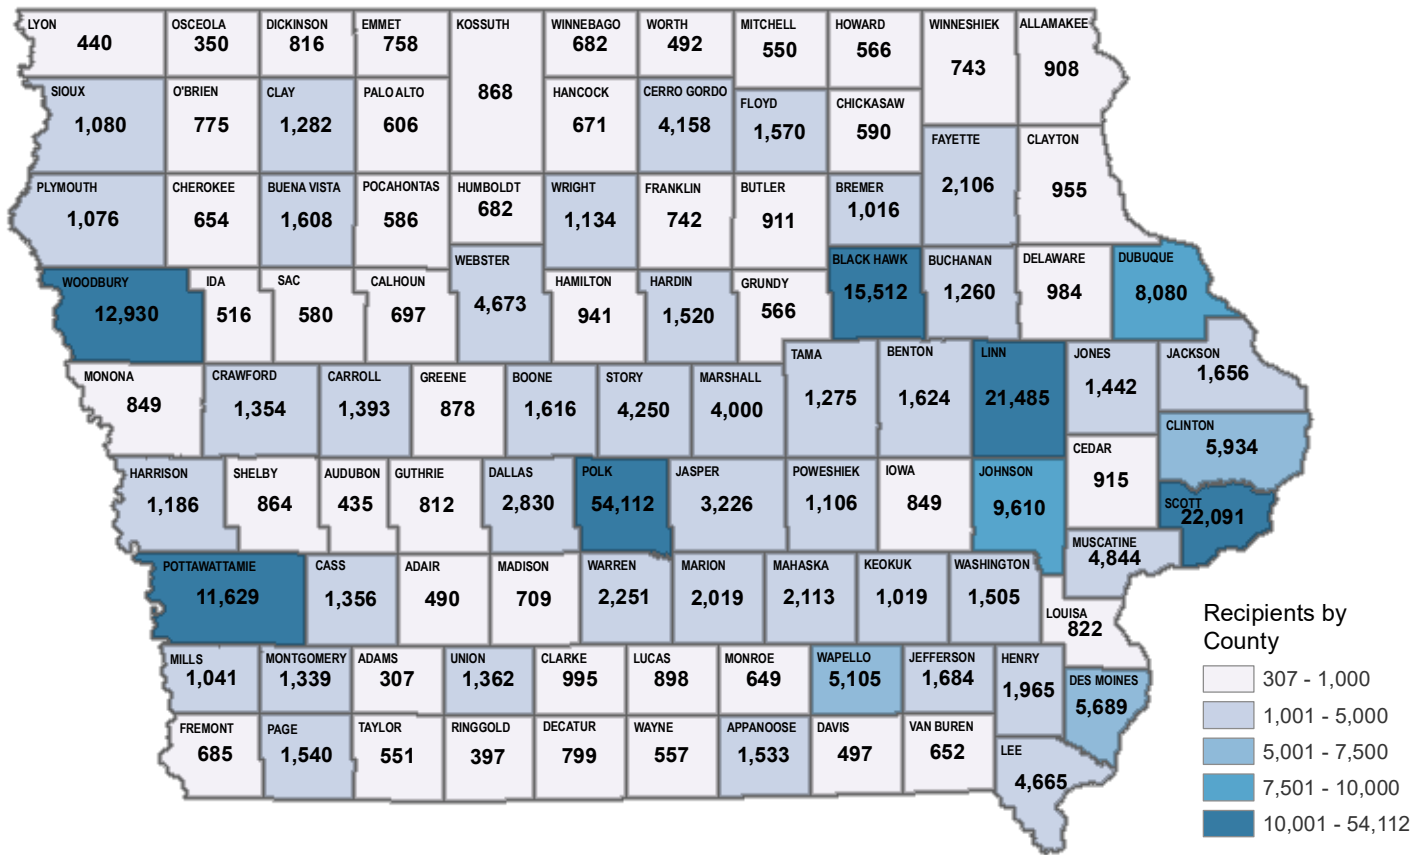 LYON
440
OSCEOLA
350
DICKINSON
816
EMMET
758
KOSSUTH
868
WINNEBAGO
682
WORTH
492
MITCHELL
550
HOWARD
566
WINNESHIEK
743
ALLAMAKEE
908
SIOUX
1,080
O'BRIEN
775
CLAY
1,282
PALO ALTO
606
HANCOCK
671
CERRO GORDO
4,158
FLOYD
1,570
CHICKASAW
590
FAYETTE
2,106
CLAYTON
955
PLYMOUTH
1,076
CHEROKEE
654
BUENA VISTA
1,608
POCAHONTAS
586
HUMBOLDT
682
WRIGHT
1,134
FRANKLIN
742
BUTLER
911
BREMER
1,016
WOODBURY
12,930
IDA
516
SAC
580
CALHOUN
697
WEBSTER
4,673
HAMILTON
941
HARDIN
1,520
GRUNDY
566
BLACK HAWK
15,512
BUCHANAN
1,260
DELAWARE
984
DUBUQUE
8,080
MONONA
849
CRAWFORD
1,354
CARROLL
1,393
GREENE
878
BOONE
1,616
STORY
4,250
MARSHALL
4,000
TAMA
1,275
BENTON
1,624
LINN
21,485
JONES
1,442
JACKSON
1,656
CLINTON
5,934
HARRISON
1,186
SHELBY
864
AUDUBON
435
GUTHRIE
812
DALLAS
2,830
POLK
54,112
JASPER
3,226
POWESHIEK
1,106
IOWA
849
JOHNSON
9,610
CEDAR
915
SCOTT
22,091
MUSCATINE
4,844
POTTAWATTAMIE
11,629
CASS
1,356
ADAIR
490
MADISON
709
WARREN
2,251
MARION
2,019
MAHASKA
2,113
KEOKUK
1,019
WASHINGTON
1,505
LOUISA
822
MILLS
1,041
MONTGOMERY
1,339
ADAMS
307
UNION
1,362
CLARKE
995
LUCAS
898
MONROE
649
WAPELLO
5,105
JEFFERSON
1,684
HENRY
1,965
DES MOINES
5,689
FREMONT
685
PAGE
1,540
TAYLOR
551
RINGGOLD
397
DECATUR
799
WAYNE
557
APPANOOSE
1,533
DAVIS
497
VAN BUREN
652
LEE
4,665
Recipients by
County
307 - 1,000
1,001 - 5,000
5,001 - 7,500
7,501 - 10,000
10,001 - 54,112